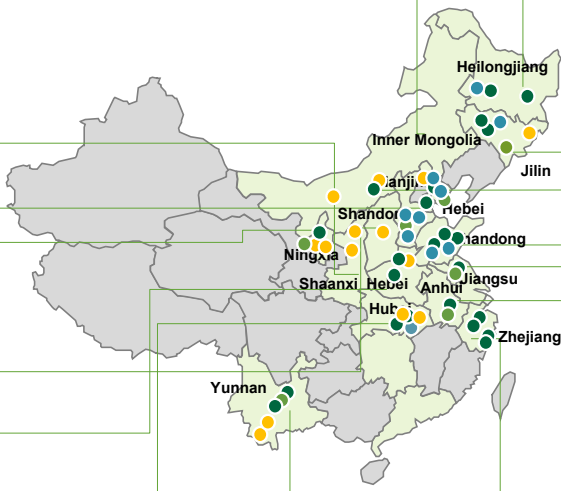 Heilongjiang
Inner Mongolia
Jilin
Tianjin
Shandong
Hebei
Shandong
Ningxia
Shaanxi
Hebei
Jiangsu
Anhui
Hubei
Zhejiang
Yunnan